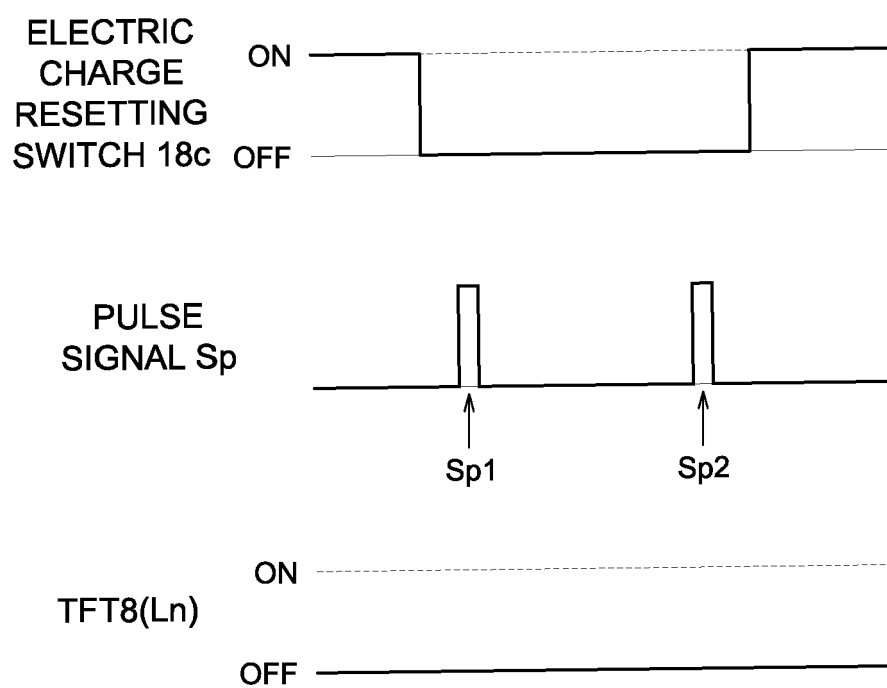 ELECTRIC
CHARGE
RESETTING
SWITCH 18c
ON
OFF
PULSE
SIGNAL Sp
Sp1
Sp2
TFT8(Ln)
ON
OFF